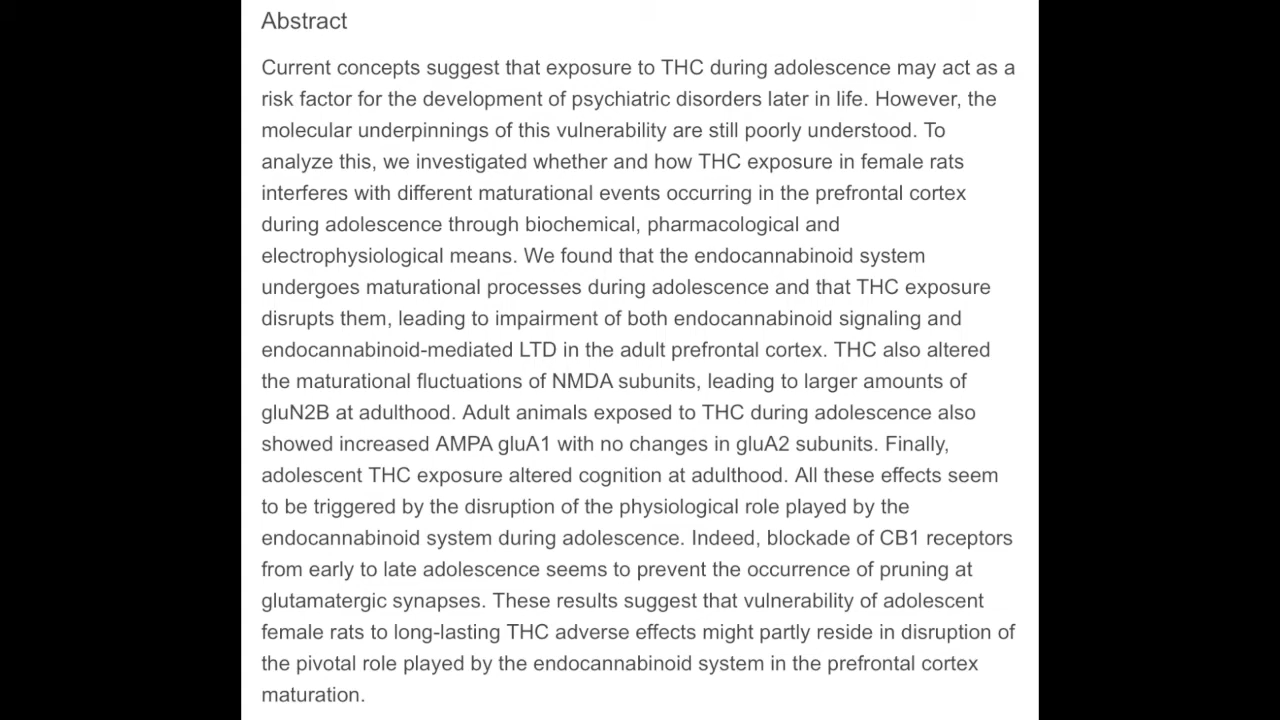 Abstract
Current concepts suggest that exposure to THC during adolescence may act as a
risk factor for the development of psychiatric disorders later in life. However, the
molecular underpinnings of this vulnerability are still poorly understood. To
analyze this, we investigated whether and how THC exposure in female rats
interferes with different maturational events occurring in the prefrontal cortex
during adolescence through biochemical, pharmacological and
electrophysiological means. We found that the endocannabinoid system
undergoes maturational processes during adolescence and that THC exposure
disrupts them, leading to impairment of both endocannabinoid signaling and
endocannabinoid-mediated LTD in the adult prefrontal cortex. THC also altered
the maturational fluctuations of NMDA subunits, leading to larger amounts of
gluN2B at adulthood. Adult animals exposed to THC during adolescence also
showed increased AMPA gluA1 with no changes in gluA2 subunits. Finally,
adolescent THC exposure altered cognition at adulthood. All these effects seem
to be triggered by the disruption of the physiological role played by the
endocannabinoid system during adolescence. Indeed, blockade of CB1 receptors
from early to late adolescence seems to prevent the occurrence of pruning at
glutamatergic synapses. These results suggest that vulnerability of adolescent
female rats to long-lasting THC adverse effects might partly reside in disruption of
the pivotal role played by the endocannabinoid system in the prefrontal cortex
maturation.